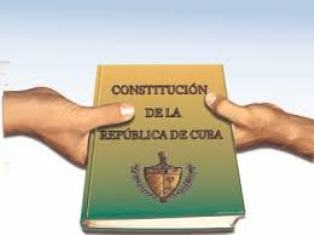 CONSTITUCIÓN
DE LA
REPÚBLICA DE CUBA